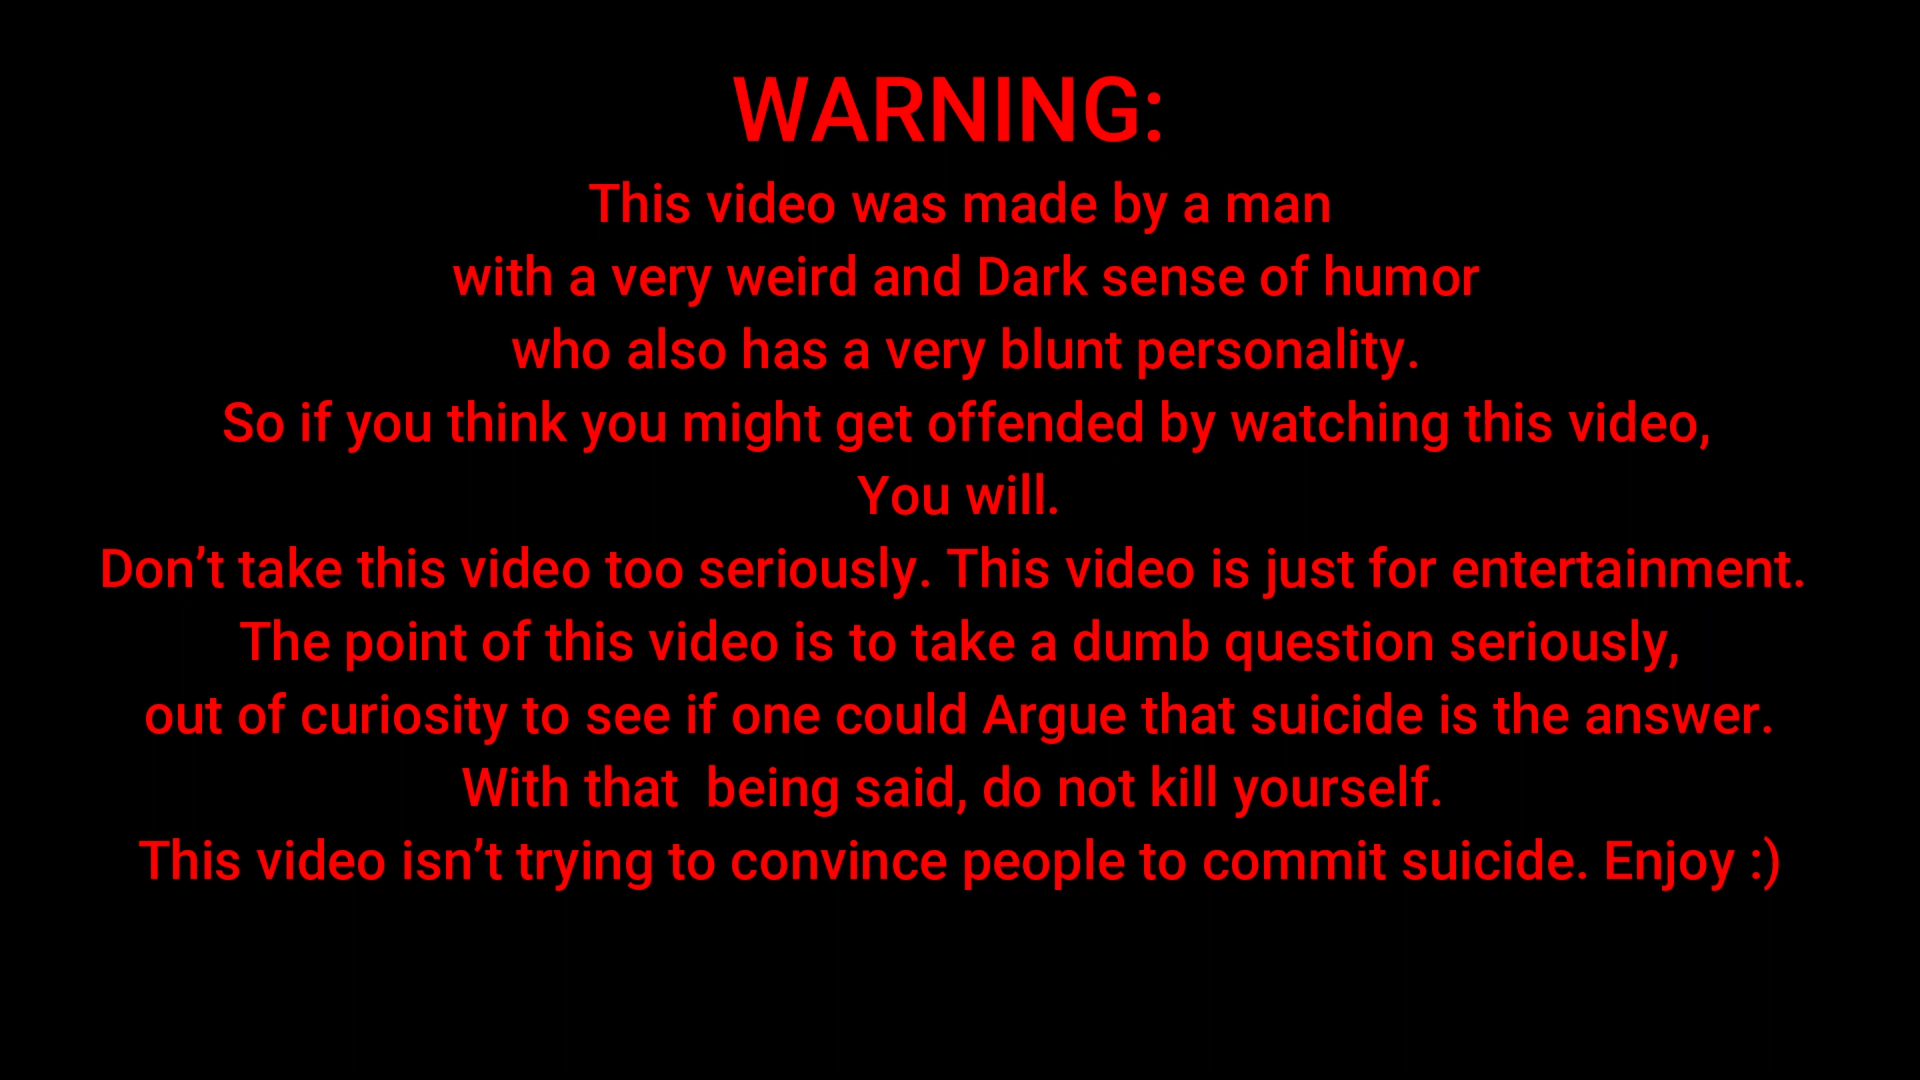 WARNING:
This video was made by a man
with a very weird and Dark sense of humor
who also has a very blunt personality.
So if you think you might get offended by watching this video,
You will.
Don’t take this video too seriously. This video is just for entertainment.
The point of this video is to take a dumb question seriously,
out of curiosity to see if one could Argue that suicide is the answer.
With that  being said, do not kill yourself.
This video isn’t trying to convince people to commit suicide. Enjoy :)